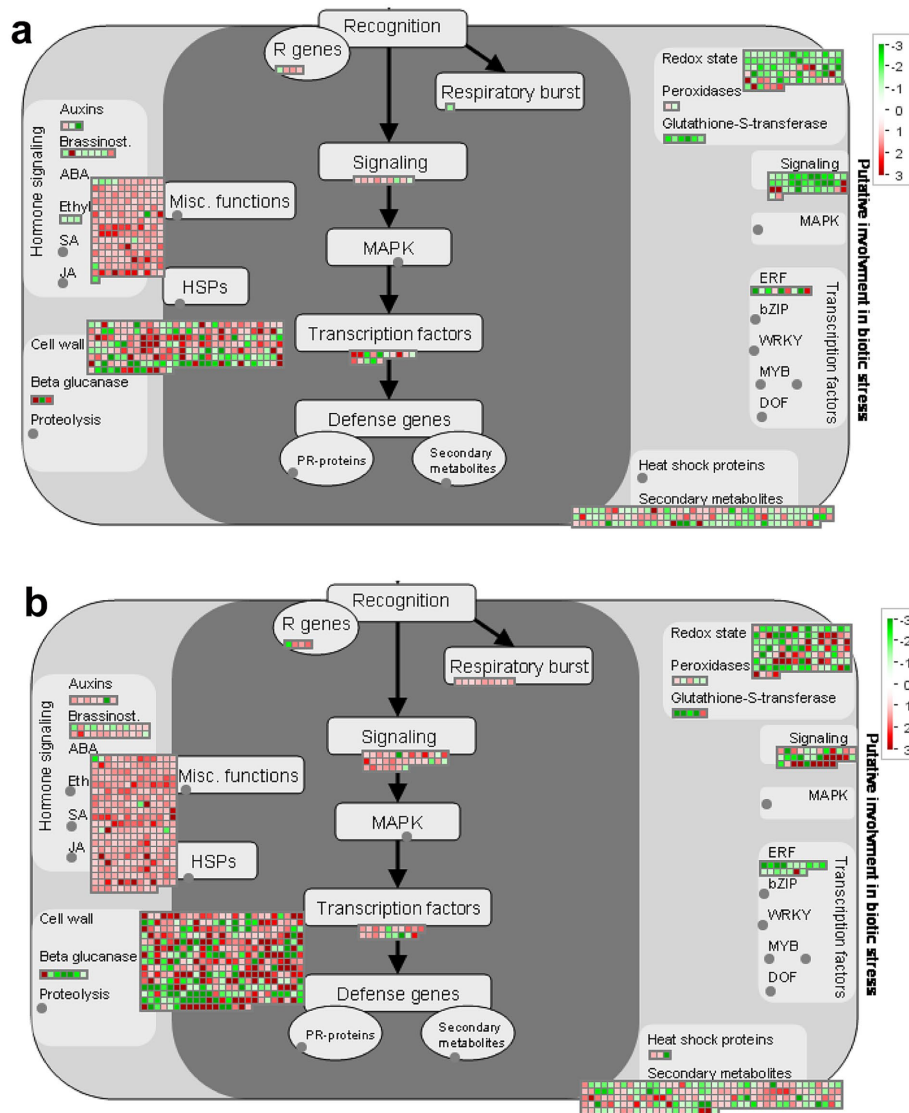 a
Recognition
R genes
Respiratory burst
Redox state
Peroxidases
Glutathione-S-transferase
-3
-2
-1
0
1
2
3
Auxins
Brassinost.
ABA
Ethyl
SA
JA
Hormone signaling
Signaling
Misc. functions
MAPK
HSPs
Signaling
MAPK
ERF
bZIP
WRKY
MYB
DOF
Transcription factors
Putative involvment in biotic stress
Cell wall
Beta glucanase
Proteolysis
Transcription factors
Defense genes
PR-proteins
Secondary
metabolites
Heat shock proteins
Secondary metabolites
b
Recognition
R genes
Respiratory burst
Redox state
Peroxidases
Glutathione-S-transferase
-3
-2
-1
0
1
2
3
Auxins
Brassinost.
ABA
Eth
SA
JA
Hormone signaling
Signaling
Misc. functions
MAPK
HSPs
Signaling
MAPK
ERF
bZIP
WRKY
MYB
DOF
Transcription factors
Putative involvment in biotic stress
Cell wall
Beta glucanase
Proteolysis
Transcription factors
Defense genes
PR-proteins
Secondary
metabolites
Heat shock proteins
Secondary metabolites